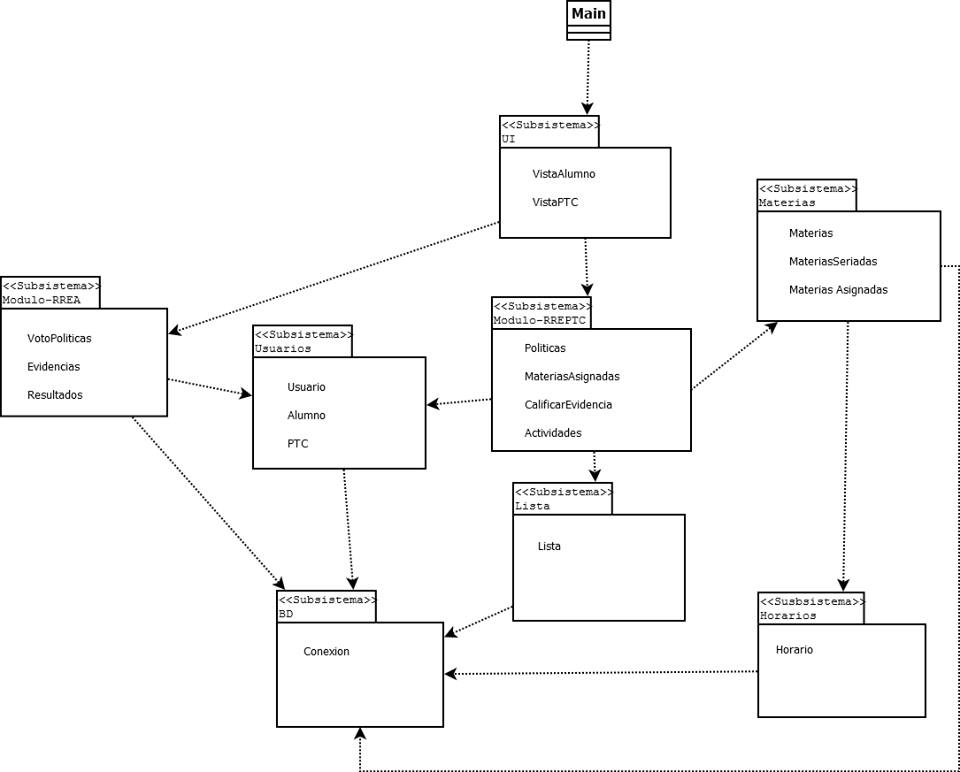 Main
<<Subsistema>>
UI
VistaAlumno
VistaPTC
<<Subsistema>>
Materias
Materias
MateriasSeriadas
Materias Asignadas
<<Subsistema>>
Modulo-RREA
VotoPoliticas
Evidencias
Resultados
<<Subsistema>>
Usuarios
Usuario
Alumno
PTC
<<Subsistema>>
Modulo-RREPTC
Politicas
MateriasAsignadas
CalificarEvidencia
Actividades
<<Subsistema>>
Lista
Lista
<<Subsistema>>
BD
Conexion
<<Susbsistema>>
Horarios
Horario